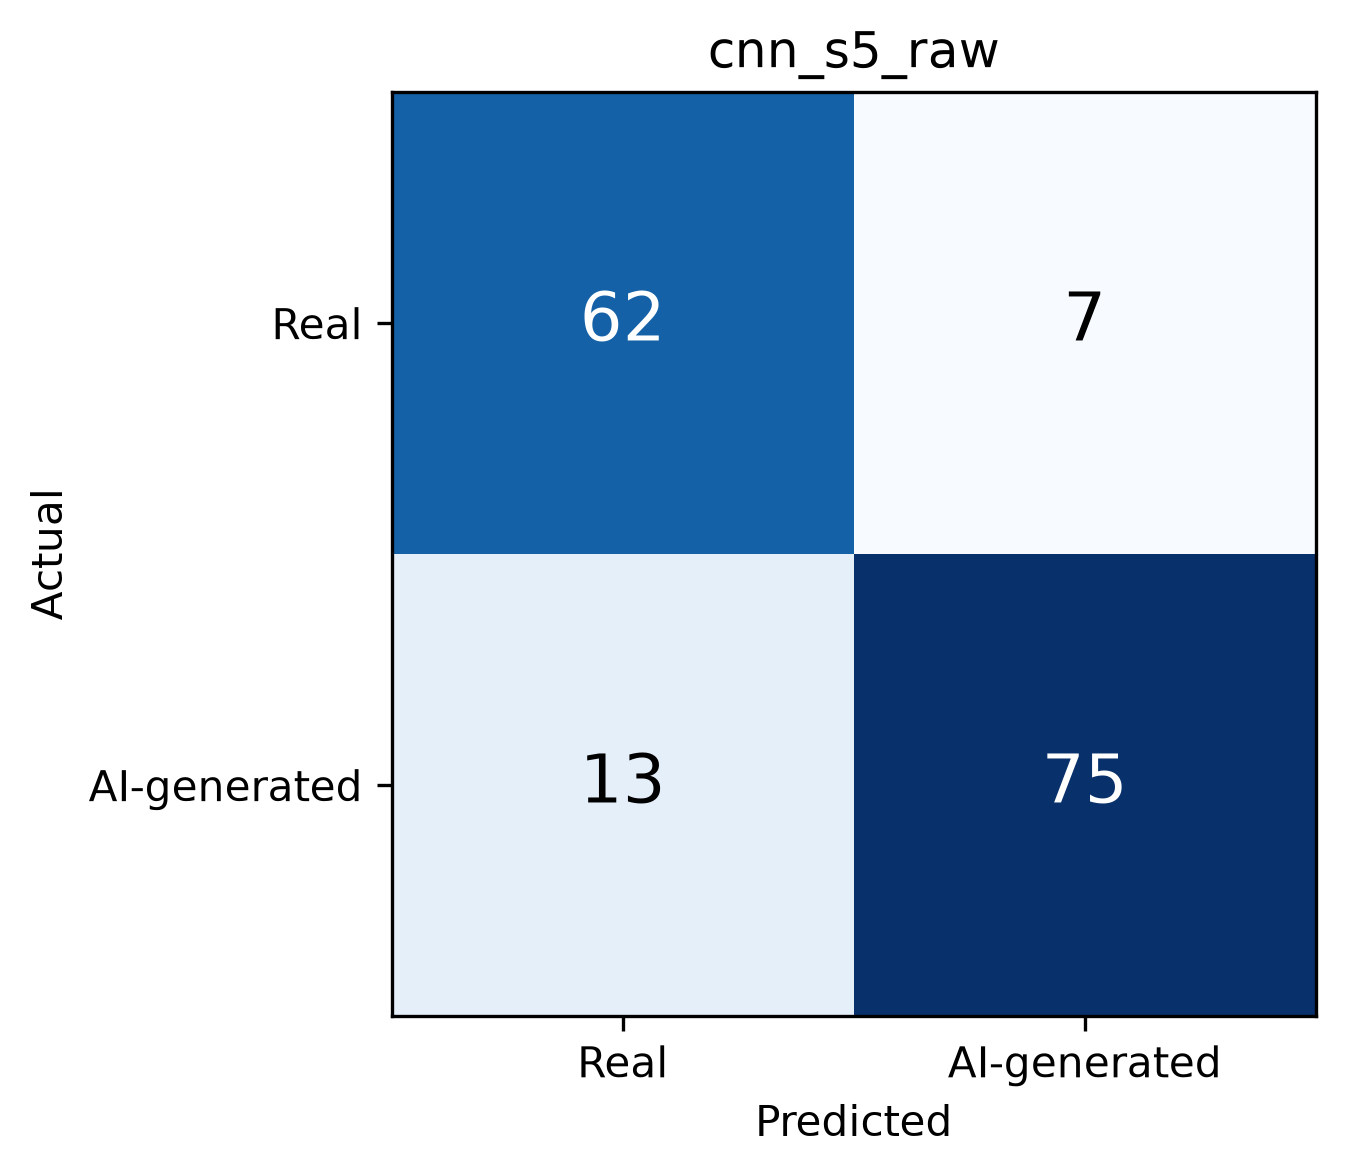 cnn_s5_raw
Real
62
7
Actual
AI-generated
13
75
Real
AI-generated
Predicted